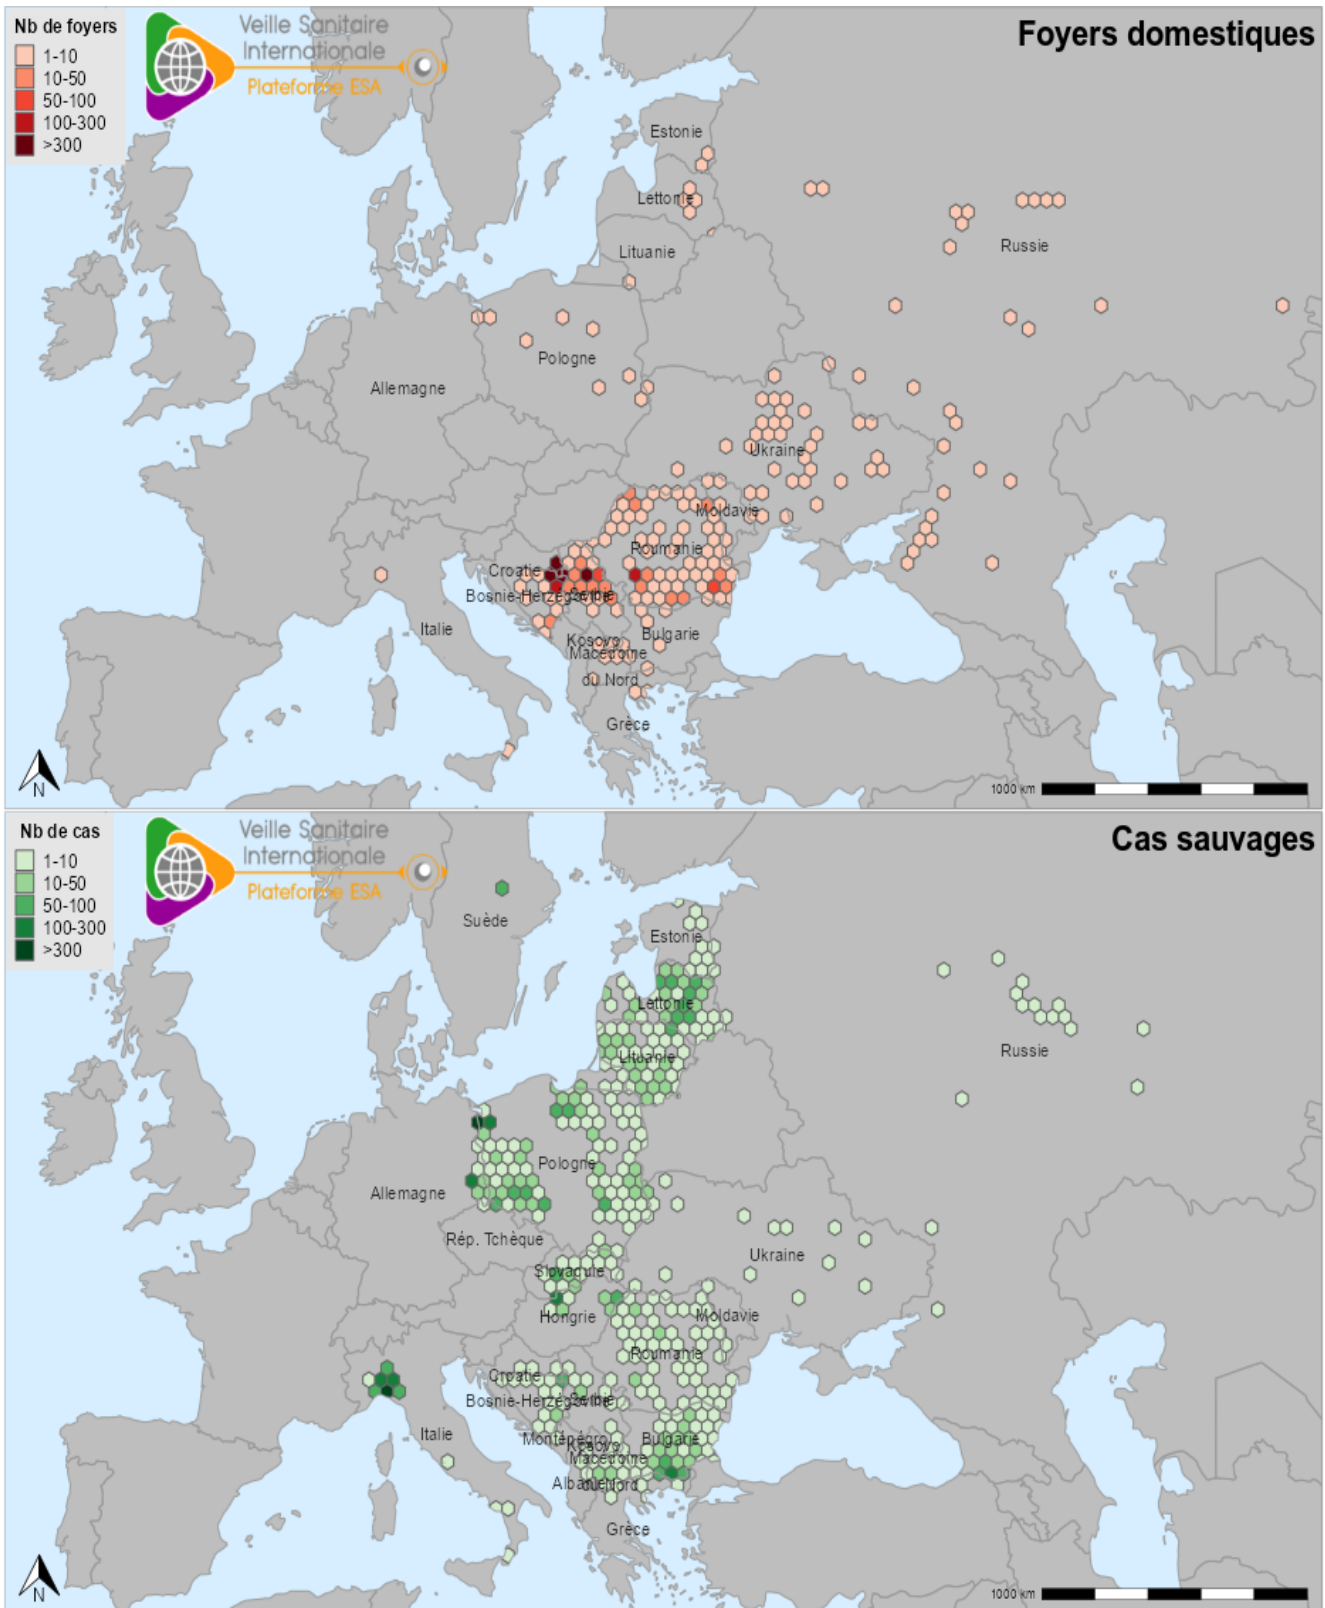 Nb de foyers
1-10
10-50
50-100
100-300
>300
Veille Sanitaire
Internationale
Plateforme ESA
Foyers domestiques
Estonie
Lettonie
Lituanie
Russie
Pologne
Allemagne
Ukraine
Moldavie
Roumanie
Croatie
Bosnie-Herzégovine
Serbie
Italie
Bulgarie
Kosovo
Macédoine
du Nord
Grèce
N
1000 km
Nb de cas
1-10
10-50
50-100
100-300
>300
Veille Sanitaire
Internationale
Plateforme ESA
Cas sauvages
Suède
Estonie
Lettonie
Lituanie
Russie
Pologne
Allemagne
Rép. Tchèque
Ukraine
Slovaquie
Hongrie
Moldavie
Roumanie
Croatie
Bosnie-Herzégovine
Serbie
Italie
Monténégro
Bulgarie
Kosovo
Macédoine
Albanie
du Nord
Grèce
N
1000 km